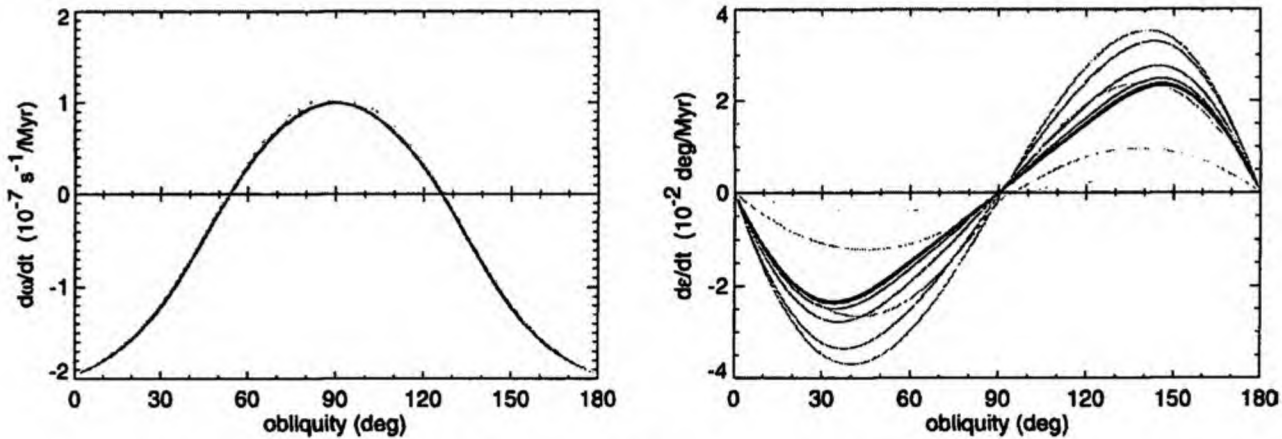 dω/dt (10⁻⁷ s⁻¹/Myr)
2
1
0
-1
-2
0 30 60 90 120 150 180
obliquity (deg)
dε/dt (10⁻² deg/Myr)
4
2
0
-2
-4
0 30 60 90 120 150 180
obliquity (deg)